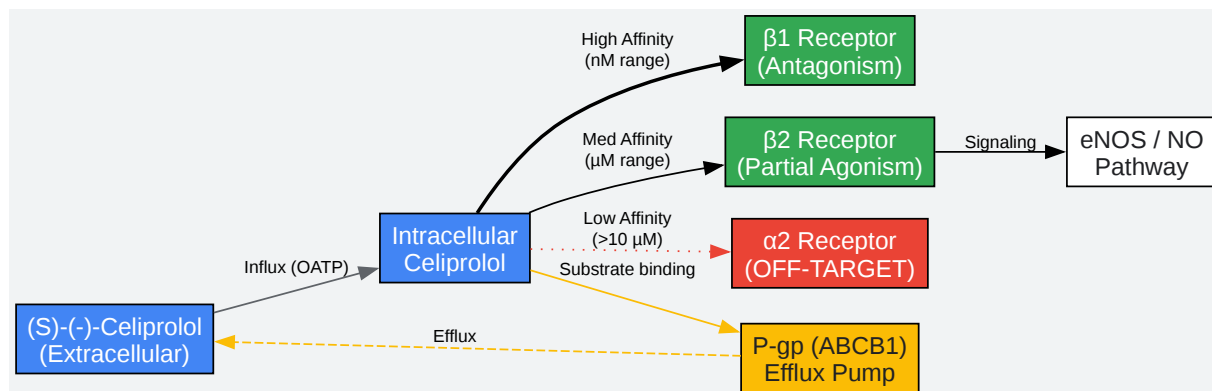 High Affinity
(nM range)
β1 Receptor
(Antagonism)
Med Affinity
(µM range)
β2 Receptor
(Partial Agonism)
Signaling
eNOS / NO
Pathway
Intracellular
Celiprolol
Low Affinity
(>10 µM)
α2 Receptor
(OFF-TARGET)
Influx (OATP)
Substrate binding
(S)-(-)-Celiprolol
(Extracellular)
Efflux
P-gp (ABCB1)
Efflux Pump